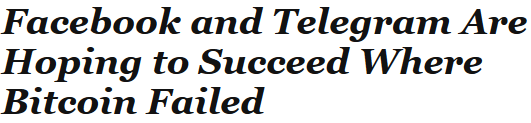 Facebook and Telegram Are
Hoping to Succeed Where
Bitcoin Failed